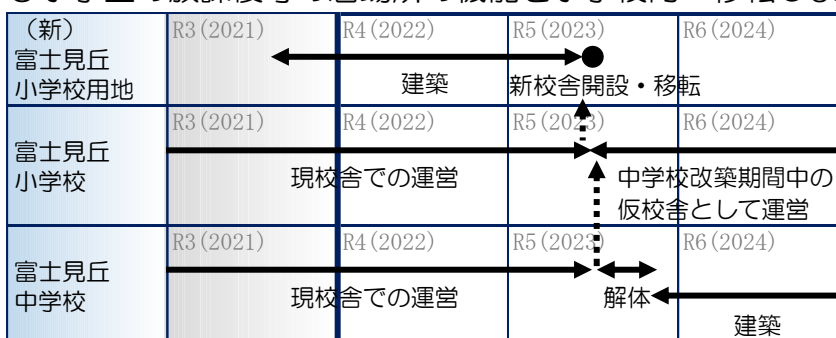 （新）
富士見丘
小学校用地
R3(2021)
R4(2022)
R5(2023)
R6(2024)
建築
新校舎開設・移転
富士見丘
小学校
R3(2021)
R4(2022)
R5(2023)
R6(2024)
現校舎での運営
中学校改築期間中の
仮校舎として運営
富士見丘
中学校
R3(2021)
R4(2022)
R5(2023)
R6(2024)
現校舎での運営
解体
建築